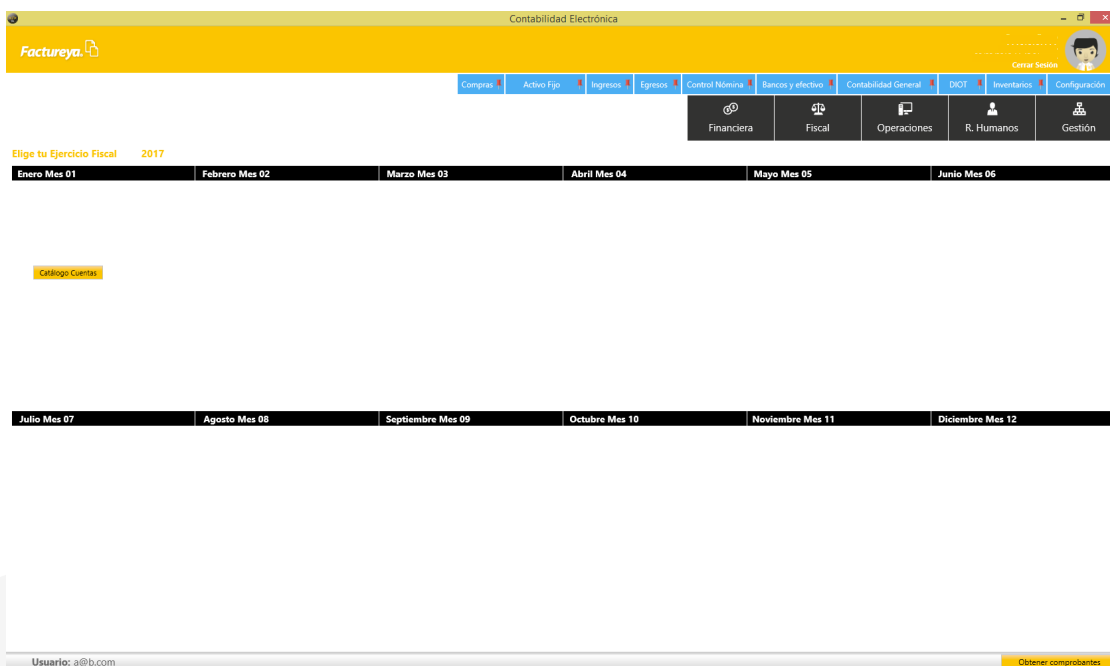 Contabilidad Electrónica
Factureya.
Cerrar Sesión
Compras Activo Fijo Ingresos Egresos Control Nómina Bancos y efectivo Contabilidad General DIOT Inventarios Configuración
Financiera Fiscal Operaciones R. Humanos Gestión
Elige tu Ejercicio Fiscal 2017
Enero Mes 01 Febrero Mes 02 Marzo Mes 03 Abril Mes 04 Mayo Mes 05 Junio Mes 06
Catálogo Cuentas
Julio Mes 07 Agosto Mes 08 Septiembre Mes 09 Octubre Mes 10 Noviembre Mes 11 Diciembre Mes 12
Usuario: a@b.com Obtener comprobantes